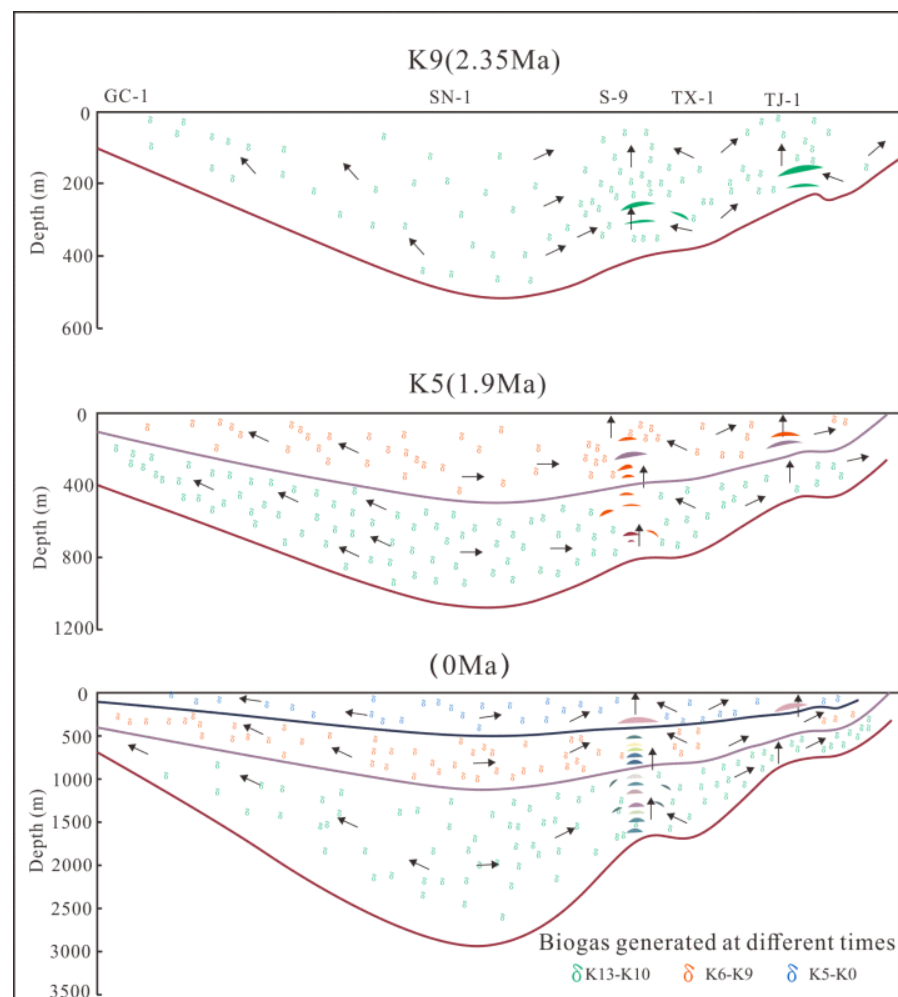 K9(2.35Ma)
GC-1 SN-1 S-9 TX-1 TJ-1
Depth (m)
0
200
400
600
K5(1.9Ma)
Depth (m)
0
400
800
1200
(0Ma)
Depth (m)
0
500
1000
1500
2000
2500
3000
3500
Biogas generated at different times
δK13-K10 δ K6-K9 δ K5-K0